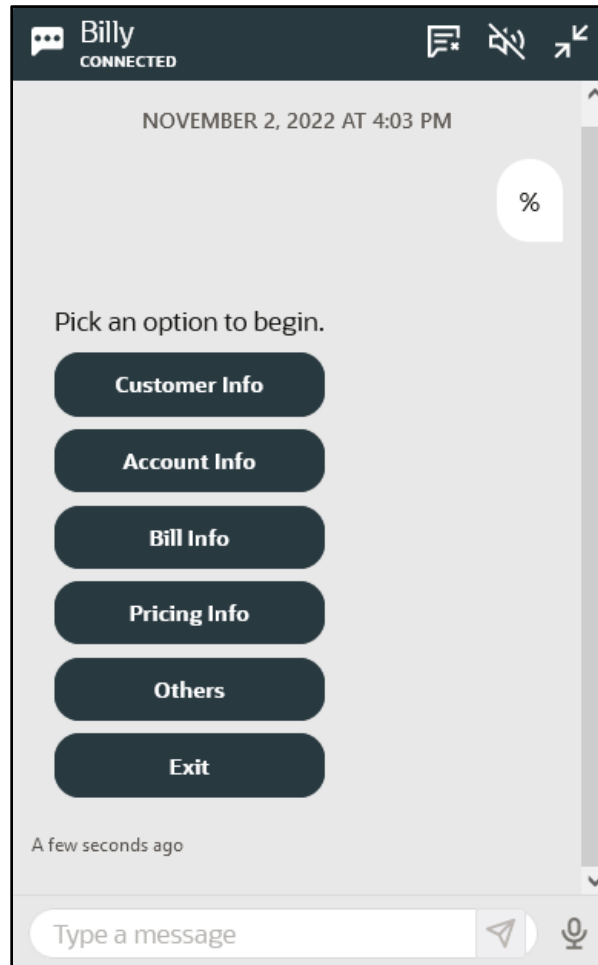 Billy
CONNECTED
NOVEMBER 2, 2022 AT 4:03 PM
%
Pick an option to begin.
Customer Info
Account Info
Bill Info
Pricing Info
Others
Exit
A few seconds ago
Type a message